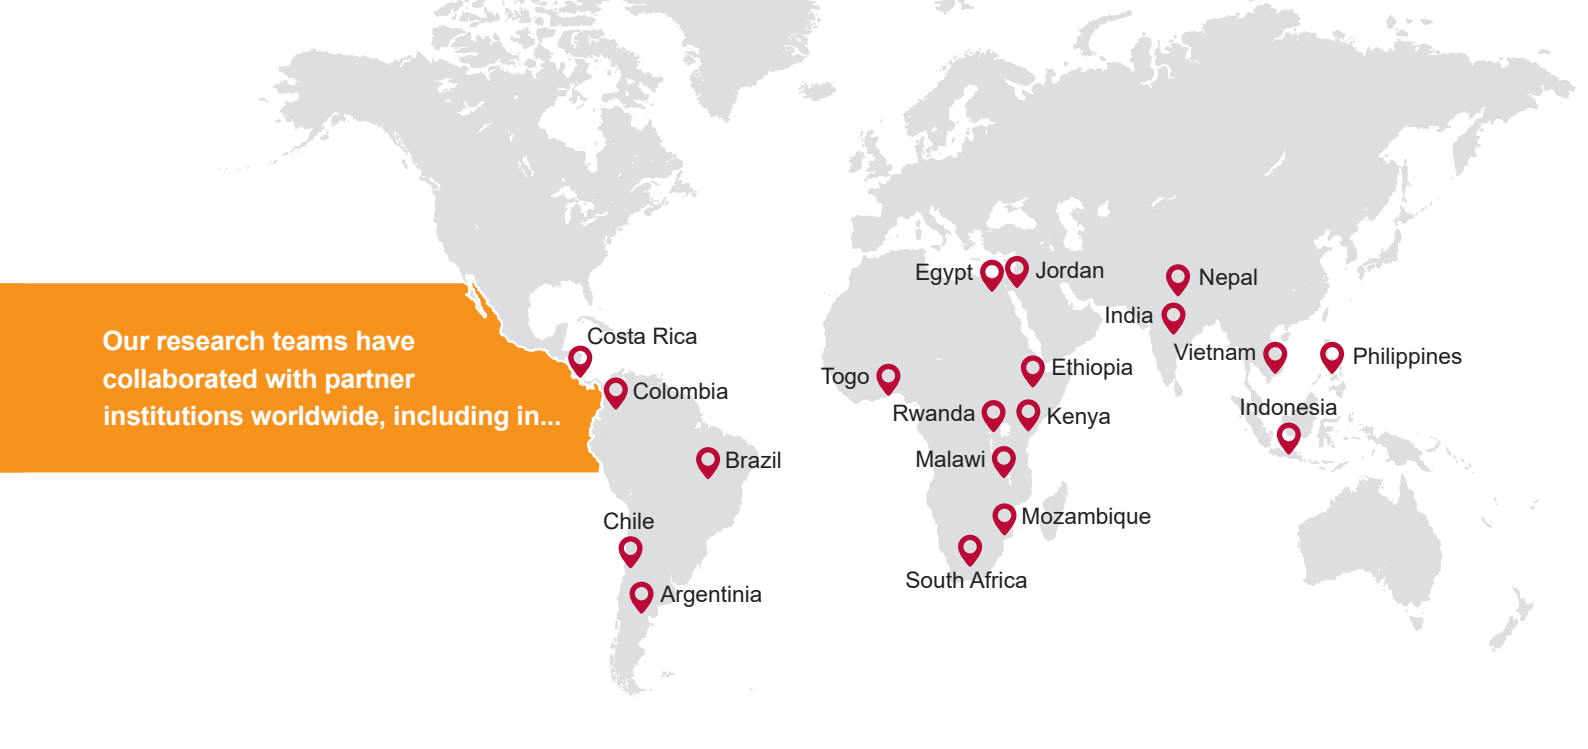 Our research teams have
collaborated with partner
institutions worldwide, including in...
Costa Rica
Colombia
Brazil
Chile
Argentinia
Egypt
Jordan
Togo
Ethiopia
Rwanda
Kenya
Malawi
Mozambique
South Africa
Nepal
India
Vietnam
Philippines
Indonesia